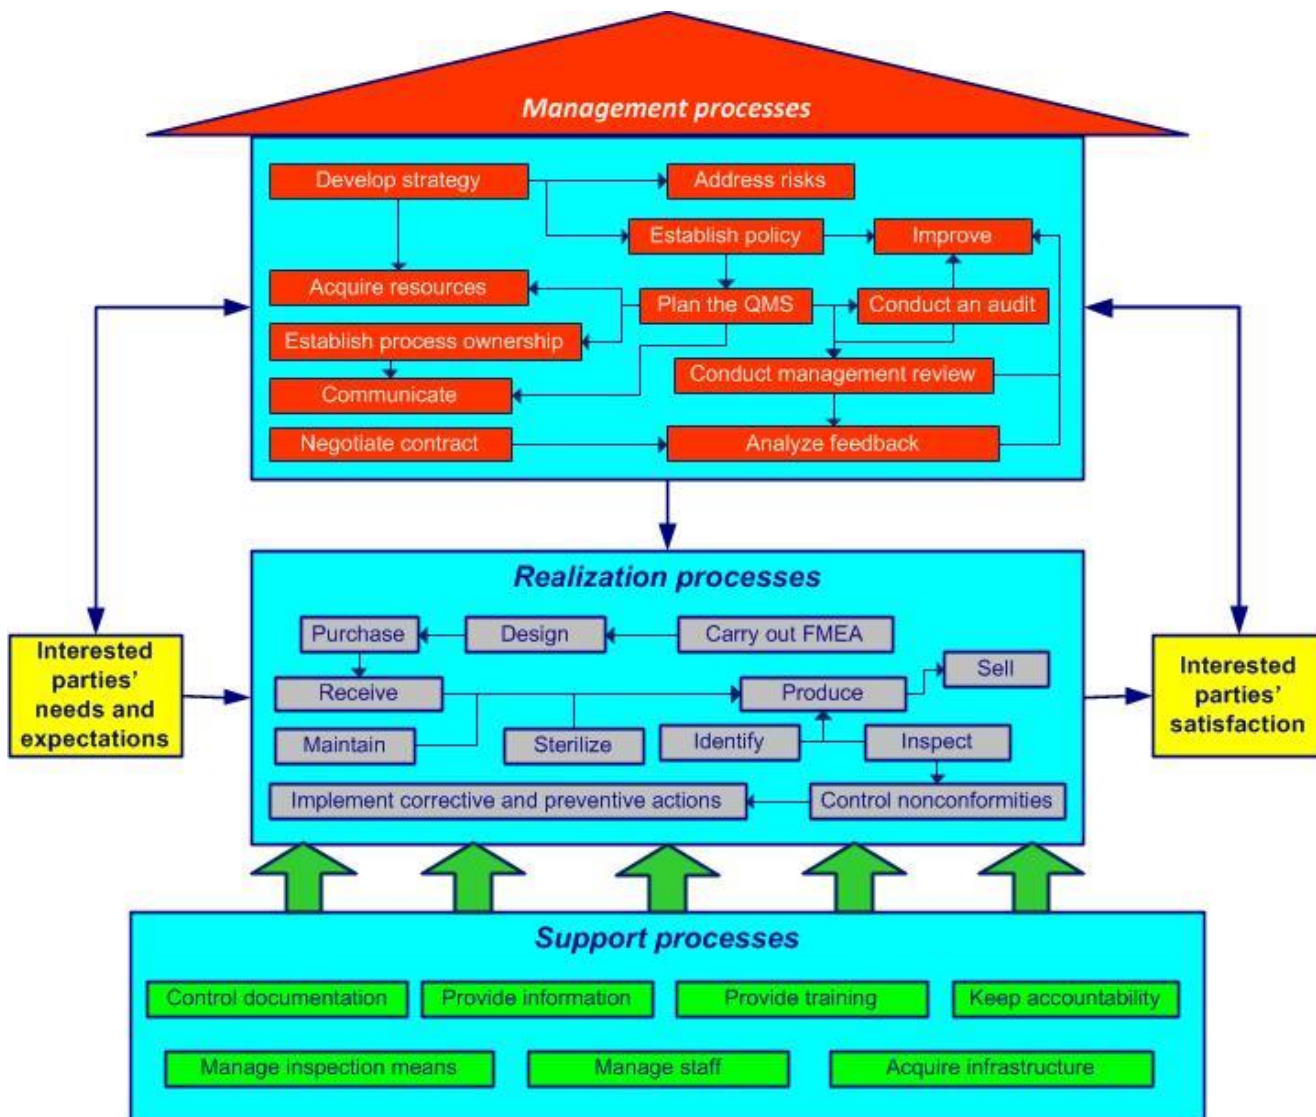 Management processes
Develop strategy
Address risks
Establish policy
Improve
Acquire resources
Plan the QMS
Conduct an audit
Establish process ownership
Conduct management review
Communicate
Negotiate contract
Analyze feedback
Realization processes
Purchase
Design
Carry out FMEA
Sell
Receive
Produce
Maintain
Sterilize
Identify
Inspect
Implement corrective and preventive actions
Control nonconformities
Interested
parties'
needs and
expectations
Interested
parties'
satisfaction
Support processes
Control documentation
Provide information
Provide training
Keep accountability
Manage inspection means
Manage staff
Acquire infrastructure